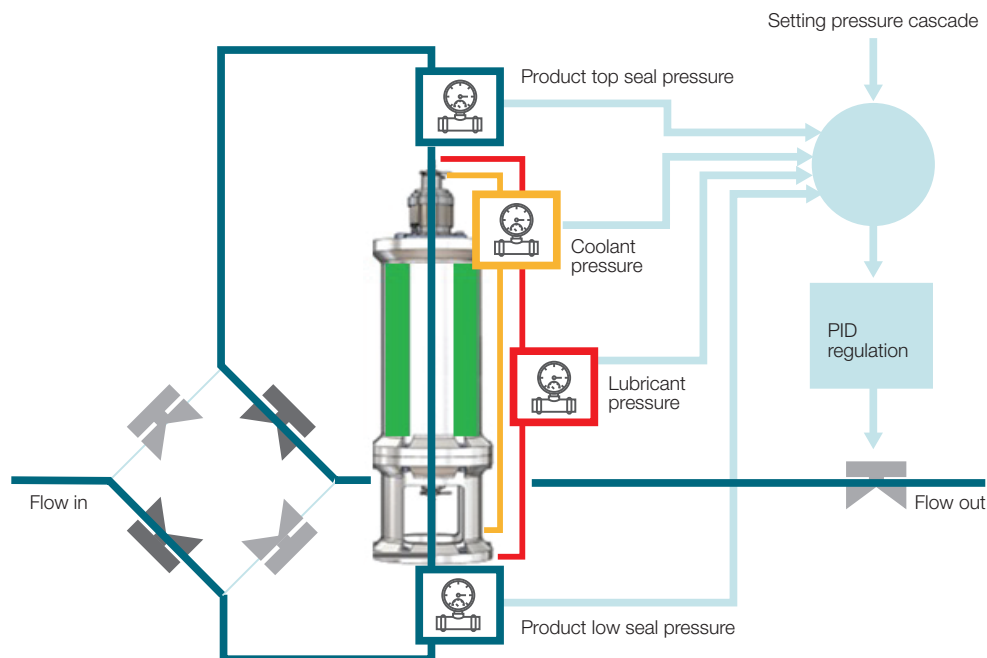 Setting pressure cascade
Product top seal pressure
Coolant
pressure
PID
regulation
Lubricant
pressure
Flow in
Flow out
Product low seal pressure